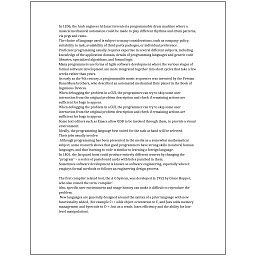 In 1206, the Arab engineer Al-Jazari invented a programmable drum machine where a
musical mechanical automaton could be made to play different rhythms and drum patterns,
via pegs and cams.
The choice of language used is subject to many considerations, such as company policy,
suitability to task, availability of third-party packages, or individual preference.
Proficient programming usually requires expertise in several different subjects, including
knowledge of the application domain, details of programming languages and generic code
libraries, specialized algorithms, and formal logic.
Many programmers use forms of Agile software development where the various stages of
formal software development are more integrated together into short cycles that take a few
weeks rather than years.
As early as the 9th century, a programmable music sequencer was invented by the Persian
Banu Musa brothers, who described an automated mechanical flute player in the Book of
Ingenious Devices.
When debugging the problem in a GUI, the programmer can try to skip some user
interaction from the original problem description and check if remaining actions are
sufficient for bugs to appear.
When debugging the problem in a GUI, the programmer can try to skip some user
interaction from the original problem description and check if remaining actions are
sufficient for bugs to appear.
Some text editors such as Emacs allow GDB to be invoked through them, to provide a visual
environment.
Ideally, the programming language best suited for the task at hand will be selected.
Their jobs usually involve:
Although programming has been presented in the media as a somewhat mathematical
subject, some research shows that good programmers have strong skills in natural human
languages, and that learning to code is similar to learning a foreign language.
In 1801, the Jacquard loom could produce entirely different weaves by changing the
"program" – a series of pasteboard cards with holes punched in them.
Sometimes software development is known as software engineering, especially when it
employs formal methods or follows an engineering design process.

The first compiler related tool, the A-0 System, was developed in 1952 by Grace Hopper,
who also coined the term 'compiler'.
Also, specific user environment and usage history can make it difficult to reproduce the
problem.
New languages are generally designed around the syntax of a prior language with new
functionality added, (for example C++ adds object-orientation to C, and Java adds memory
management and bytecode to C++, but as a result, loses efficiency and the ability for low-
level manipulation).